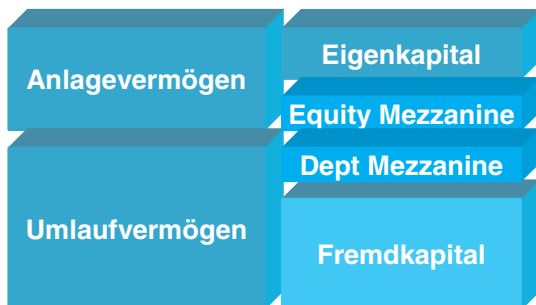 Anlagevermögen
Umlaufvermögen
Eigenkapital
Equity Mezzanine
Dept Mezzanine
Fremdkapital